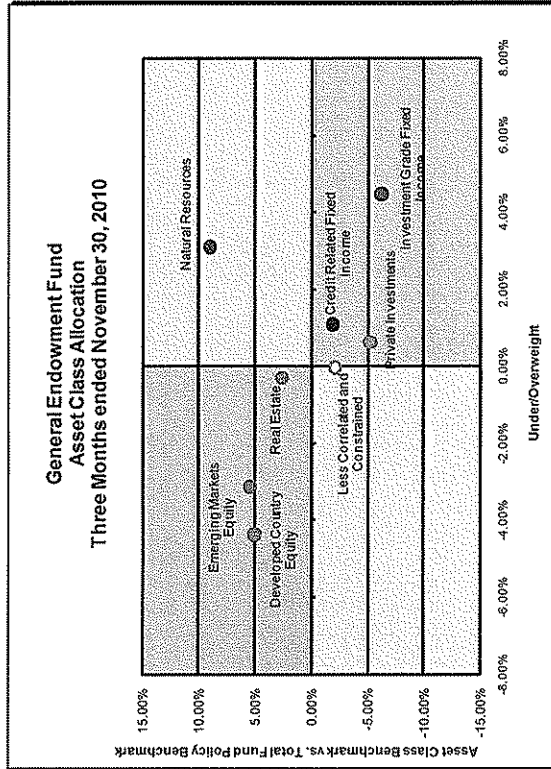 General Endowment Fund
Asset Class Allocation
Three Months ended November 30, 2010
Asset Class Benchmark vs. Total Fund Policy Benchmark
15.00%
10.00%
5.00%
0.00%
-5.00%
-10.00%
-15.00%
Natural Resources
Emerging Markets
Equity
Developed Country
Equity
Real Estate
Less Correlated and
Constrained
Credit Related Fixed
Income
Private Investments
Investment Grade Fixed
Income
-8.00%
-6.00%
-4.00%
-2.00%
0.00%
2.00%
4.00%
6.00%
8.00%
Under/Overweight